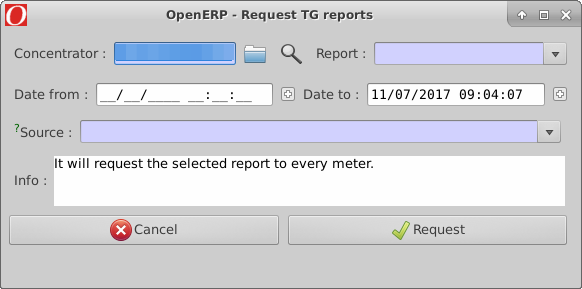 OpenERP - Request TG reports
Concentrator : Report :
Date from : __/__/____ __:__:__ Date to : 11/07/2017 09:04:07
?Source :
Info : It will request the selected report to every meter.
Cancel Request